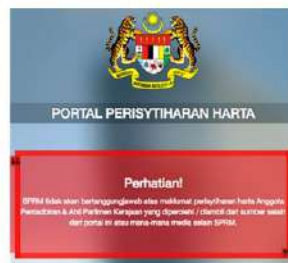 PORTAL PERISYTIHARAN HARTA
Perhatian!
SPRM tidak akan bertanggungjawab atas maklumat perisytiharan harta Anggota
Pentadbiran & Ahli Parlimen Kerajaan yang diperolehi / diambil dari sumber selain
dari portal ini atau mana-mana media selain SPRM.